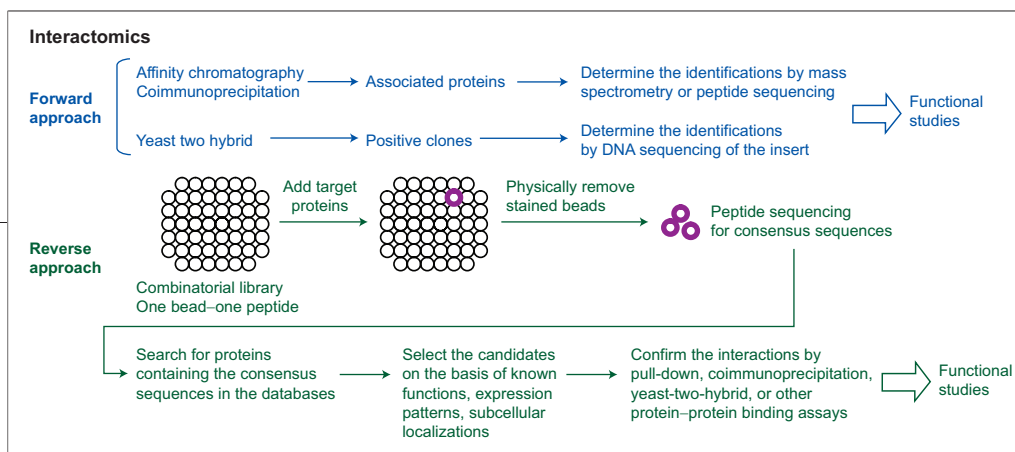 Interactomics
Forward
approach
Affinity chromatography
Coimmunoprecipitation
Associated proteins
Determine the identifications by mass
spectrometry or peptide sequencing
Yeast two hybrid
Positive clones
Determine the identifications
by DNA sequencing of the insert
Functional
studies
Reverse
approach
Add target
proteins
Physically remove
stained beads
Peptide sequencing
for consensus sequences
Combinatorial library
One bead–one peptide
Search for proteins
containing the consensus
sequences in the databases
Select the candidates
on the basis of known
functions, expression
patterns, subcellular
localizations
Confirm the interactions by
pull-down, coimmunoprecipitation,
yeast-two-hybrid, or other
protein–protein binding assays
Functional
studies